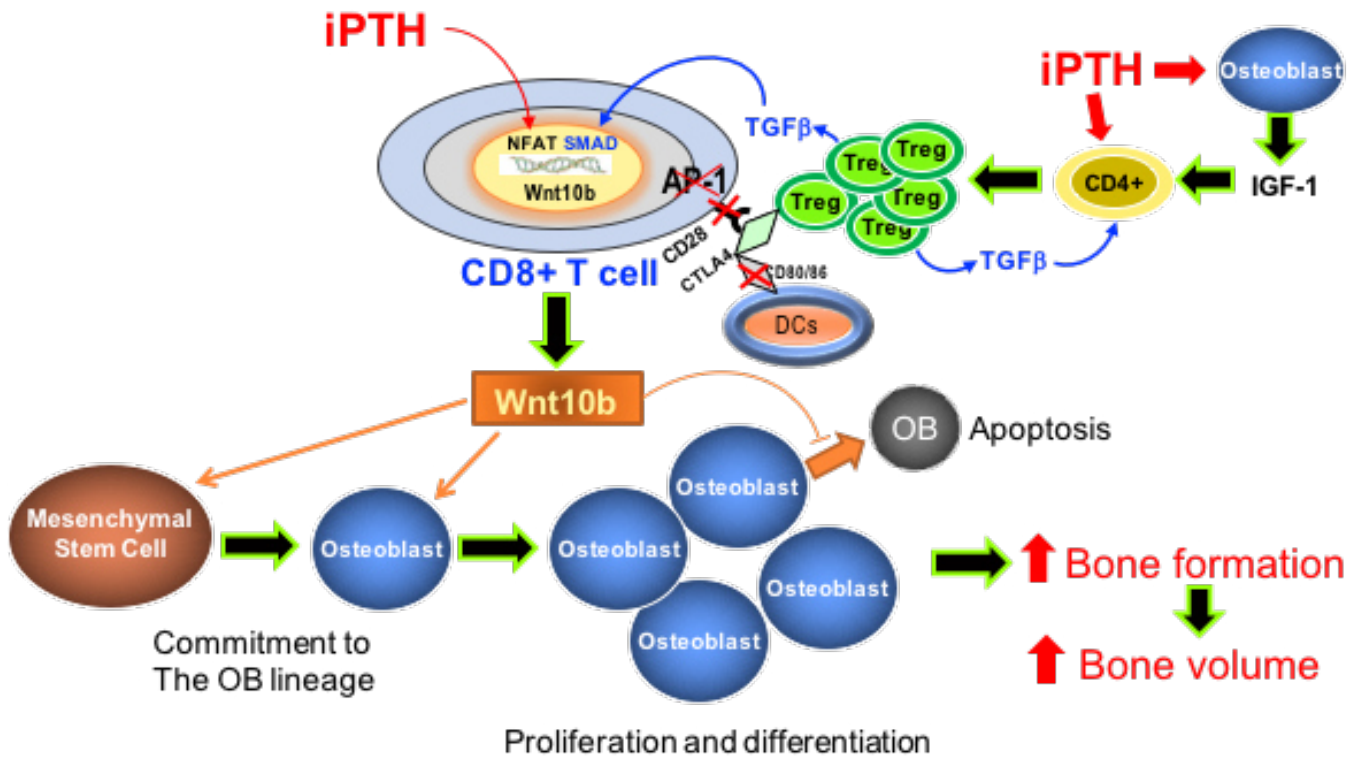 iPTH
iPTH
Osteoblast
NFAT SMAD
Wnt10b
AP-1
TGFβ
Treg
Treg
Treg
Treg
Treg
CD4+
IGF-1
CD28
CTLA4
CD80/86
TGFβ
CD8+ T cell
DCs
Wnt10b
OB
Apoptosis
Mesenchymal
Stem Cell
Osteoblast
Osteoblast
Osteoblast
Osteoblast
Osteoblast
Bone formation
Bone volume
Commitment to
The OB lineage
Proliferation and differentiation